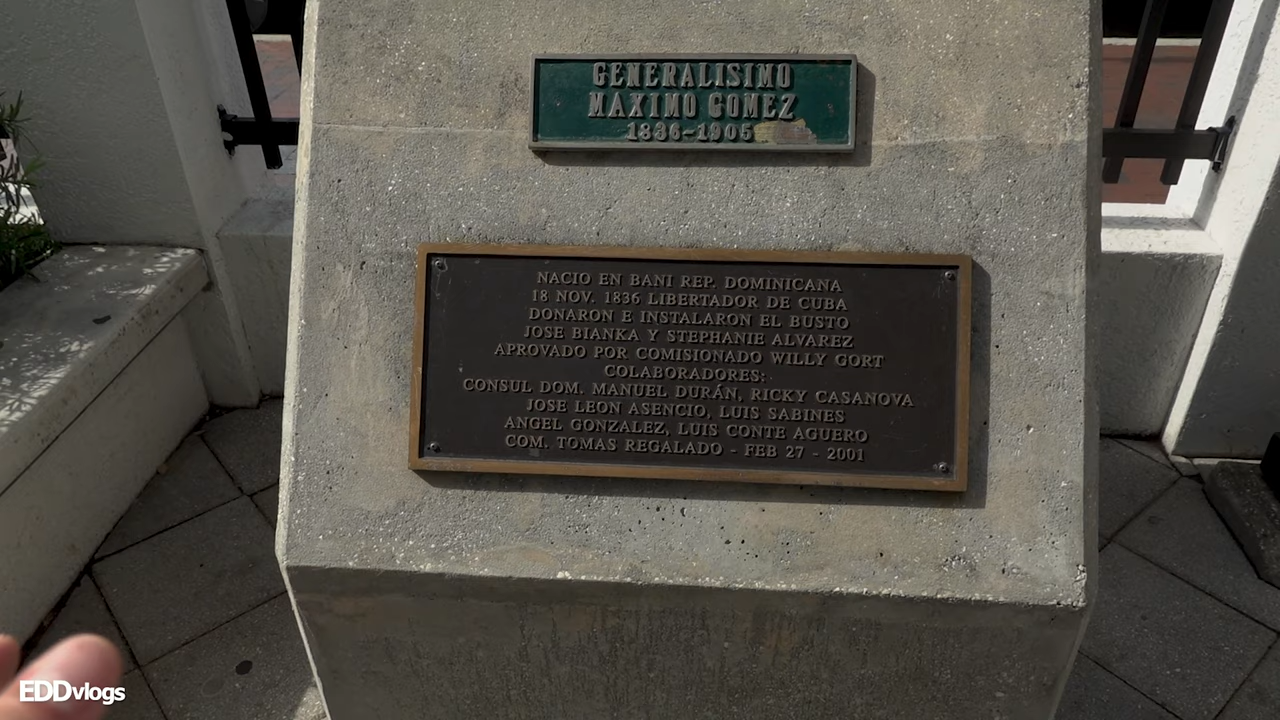 GENERALISIMO
MAXIMO GOMEZ
1836-1905
NACIO EN BANI REP. DOMINICANA
18 NOV. 1836 LIBERTADOR DE CUBA
DONARON E INSTALARON EL BUSTO
JOSE BIANKA Y STEPHANIE ALVAREZ
APROVADO POR COMISIONADO WILLY GORT
COLABORADORES:
CONSUL DOM. MANUEL DURÁN, RICKY CASANOVA
JOSE LEON ASENCIO, LUIS SABINES
ANGEL GONZALEZ, LUIS CONTE AGUERO
COM. TOMAS REGALADO - FEB 27 - 2001
EDDvlogs